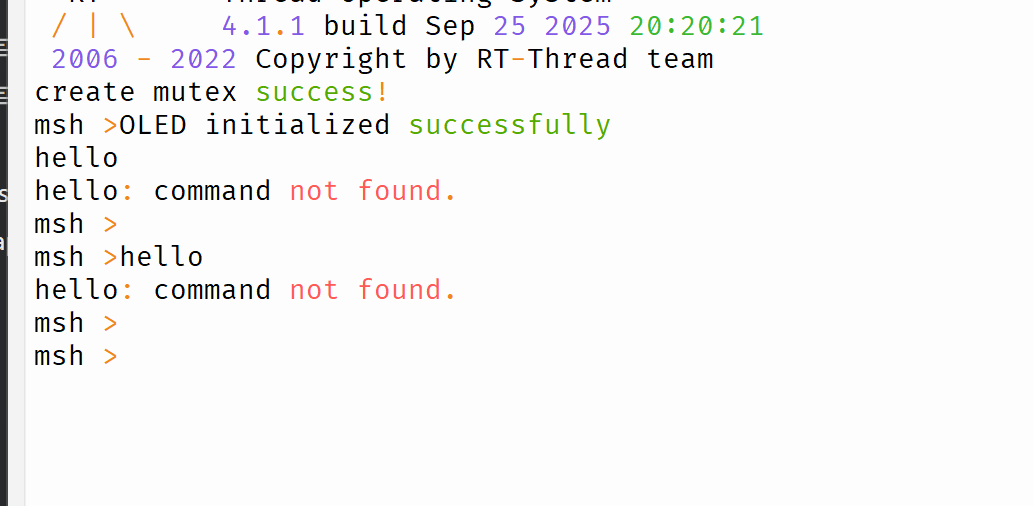 / | \ 4.1.1 build Sep 25 2025 20:20:21
2006 - 2022 Copyright by RT-Thread team
create mutex success!
msh >OLED initialized successfully
hello
hello: command not found.
msh >
msh >hello
hello: command not found.
msh >
msh >